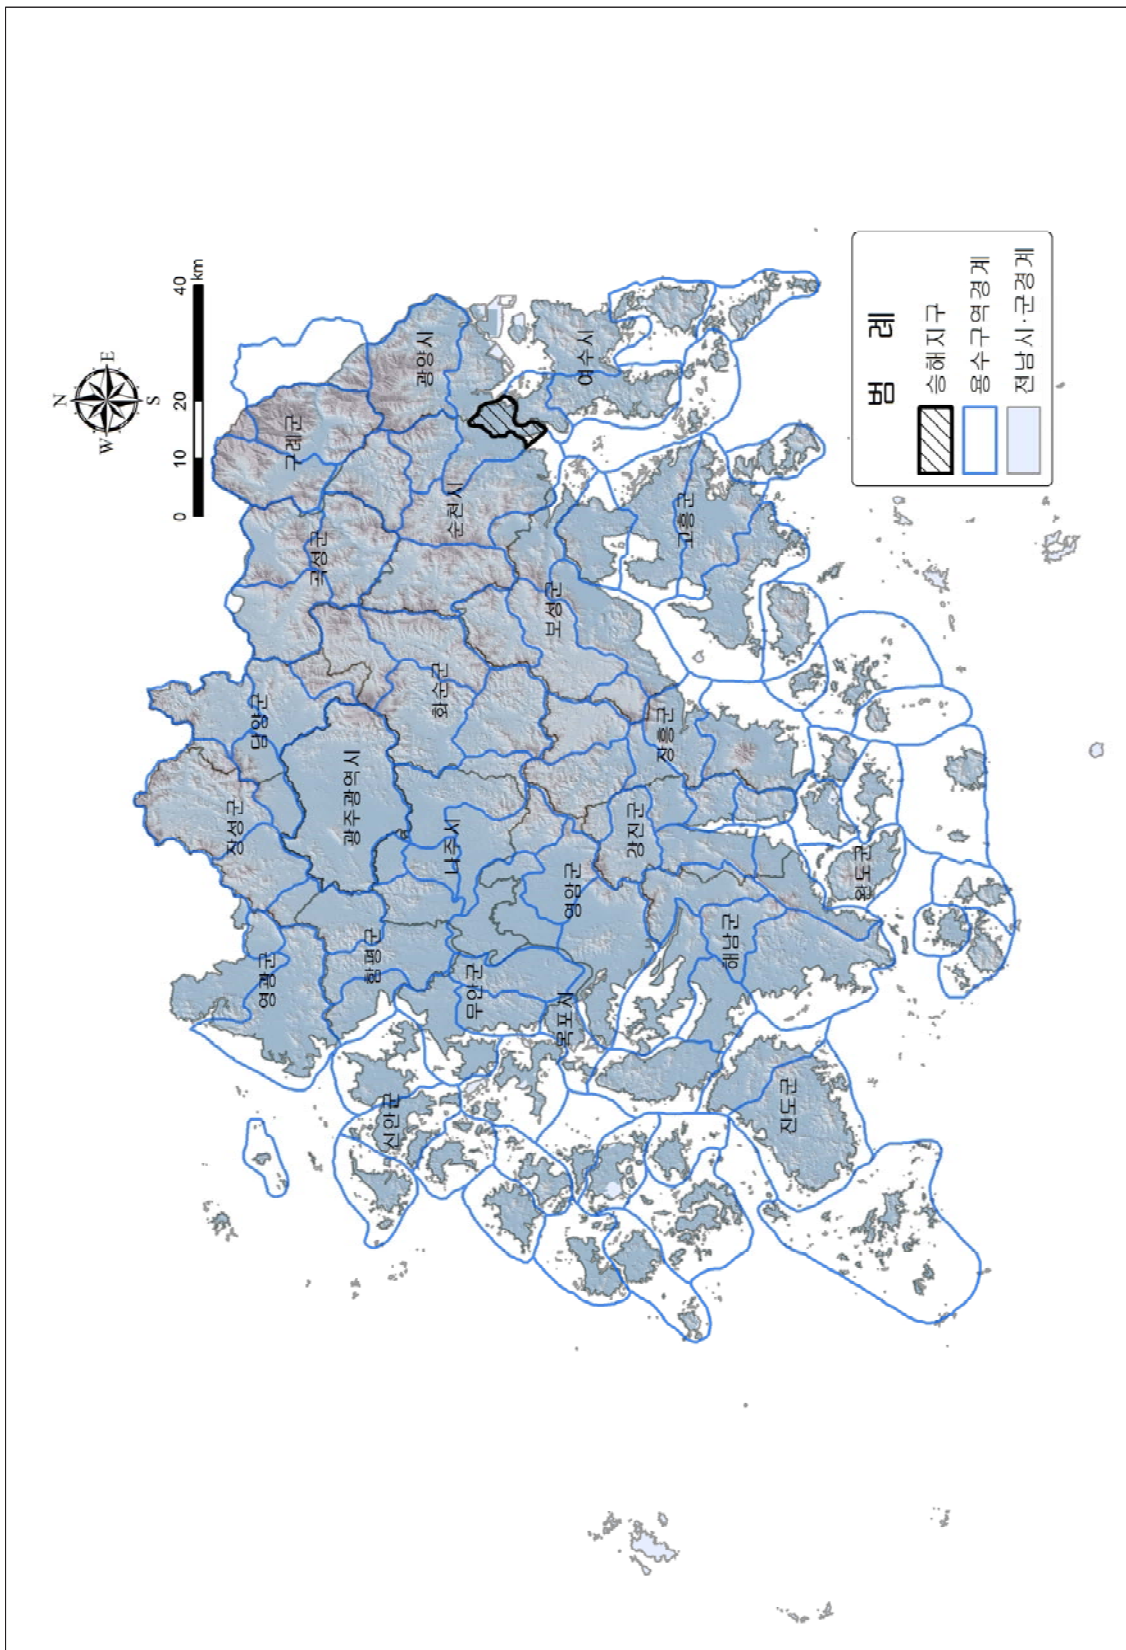 N
W E
S
0 10 20 40
km
구례군
담양군
장성군
곡성군
광양시
영광군
광주광역시
함평군
신안군
화순군
순천시
나주시
무안군
보성군
여수시
영암군
목포시
강진군
장흥군
고흥군
해남군
진도군
완도군
범 례
승해지구
용수구역경계
전남시·군경계